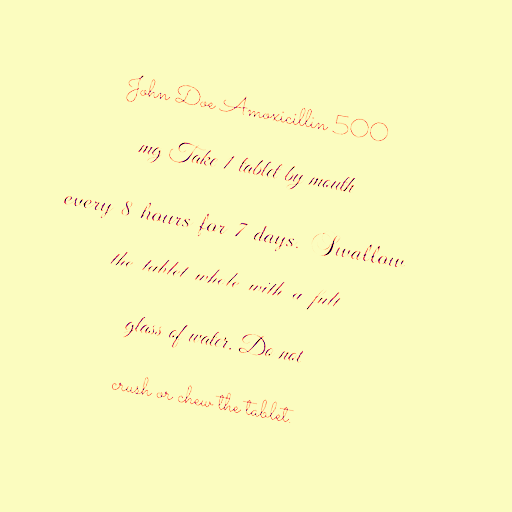 John Doe Amoxicillin 500
mg Take 1 tablet by mouth
every 8 hours for 7 days. Swallow
the tablet whole with a full
glass of water. Do not
crush or chew the tablet.